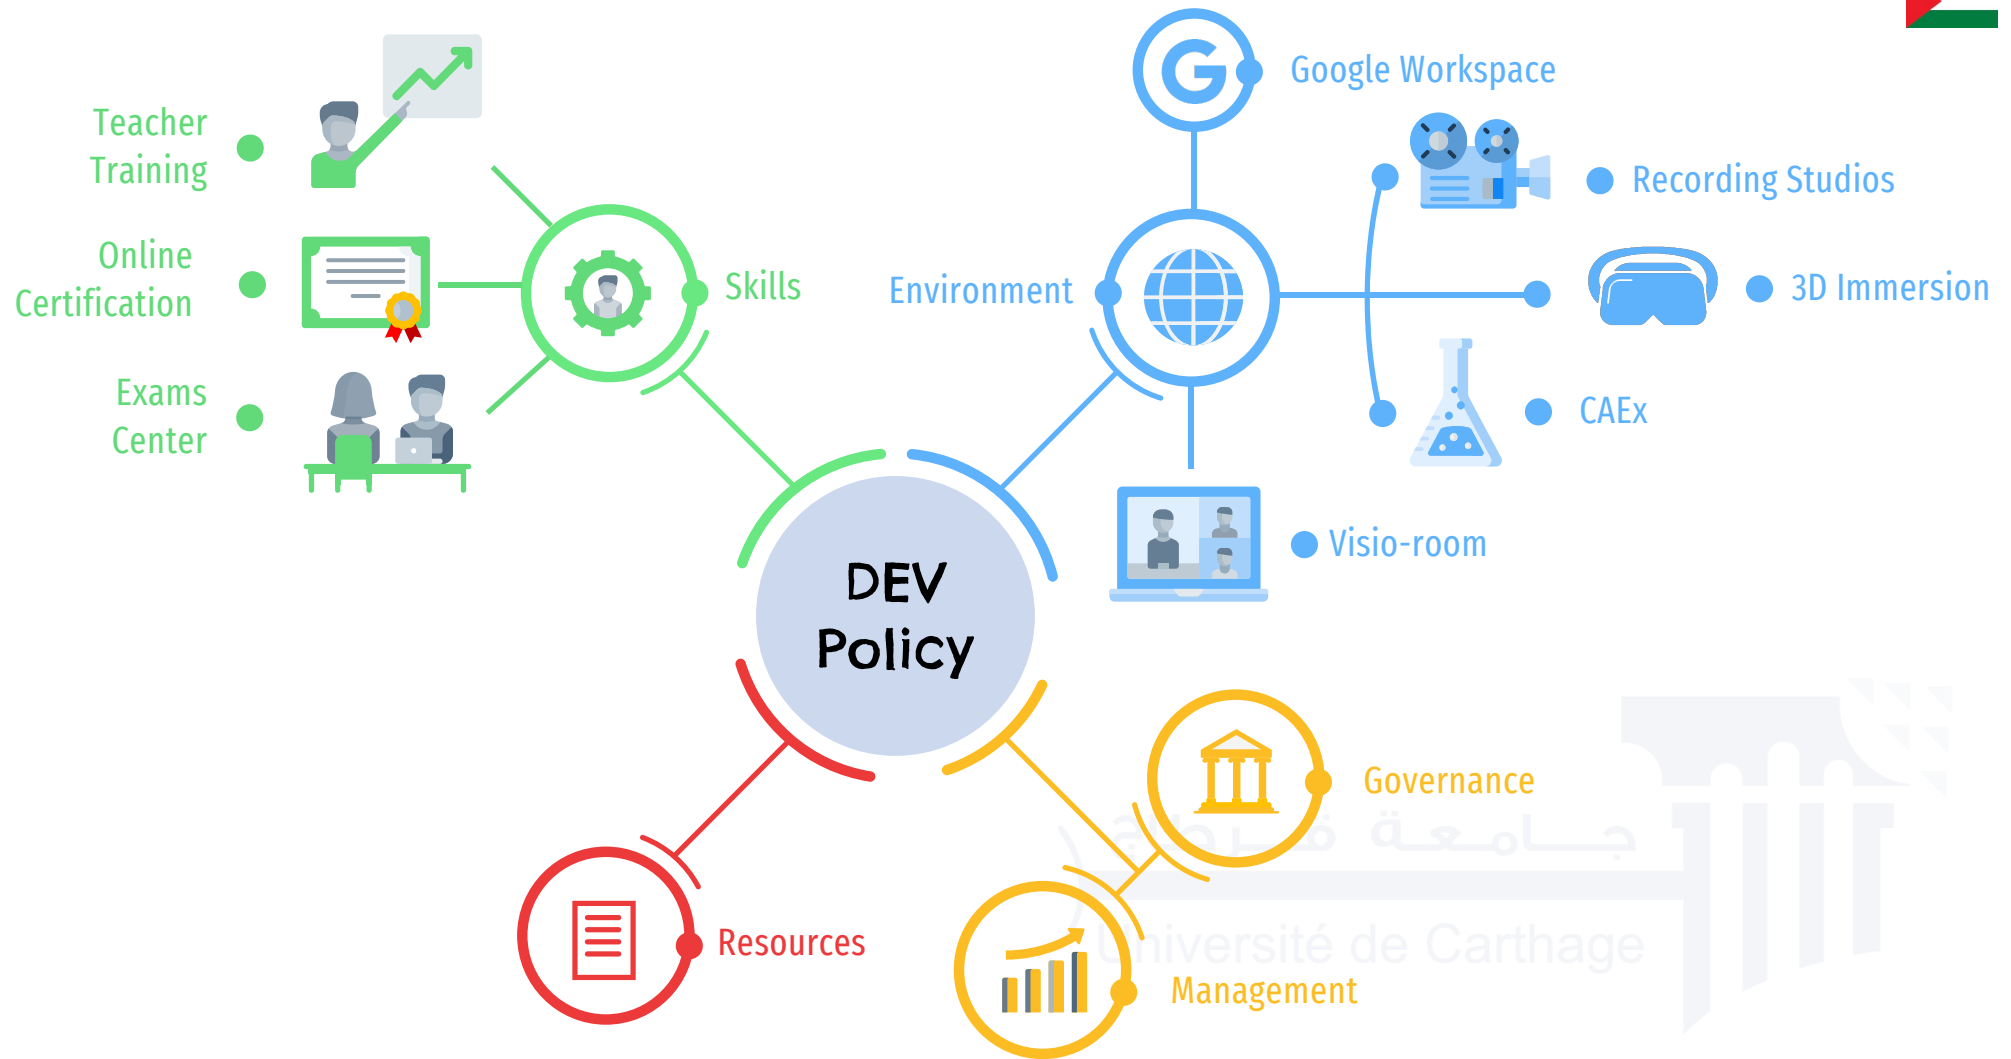 Teacher
Training
Online
Certification
Exams
Center
Skills
Google Workspace
Environment
Recording Studios
3D Immersion
CAEx
Visio-room
DEV
Policy
Governance
جامعة قرطاج
Université de Carthage
Resources
Management